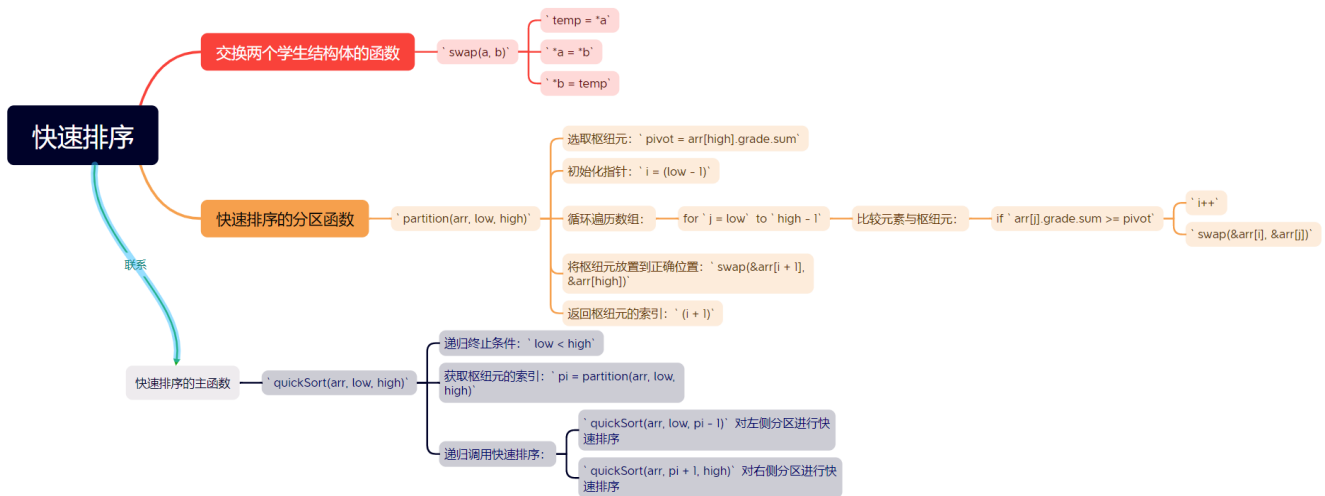 快速排序
交换两个学生结构体的函数
` swap(a, b)`
` temp = *a`
` *a = *b`
` *b = temp`
快速排序的分区函数
` partition(arr, low, high)`
选取枢纽元：` pivot = arr[high].grade.sum`
初始化指针：` i = (low - 1)`
循环遍历数组：
for ` j = low` to ` high - 1`
比较元素与枢纽元：
if ` arr[j].grade.sum >= pivot`
` i++`
` swap(&arr[i], &arr[j])`
将枢纽元放置到正确位置：` swap(&arr[i + 1],
&arr[high])`
返回枢纽元的索引：` (i + 1)`
联系
快速排序的主函数
` quickSort(arr, low, high)`
递归终止条件：` low < high`
获取枢纽元的索引：` pi = partition(arr, low,
high)`
递归调用快速排序：
` quickSort(arr, low, pi - 1)` 对左侧分区进行快
速排序
` quickSort(arr, pi + 1, high)` 对右侧分区进行快
速排序